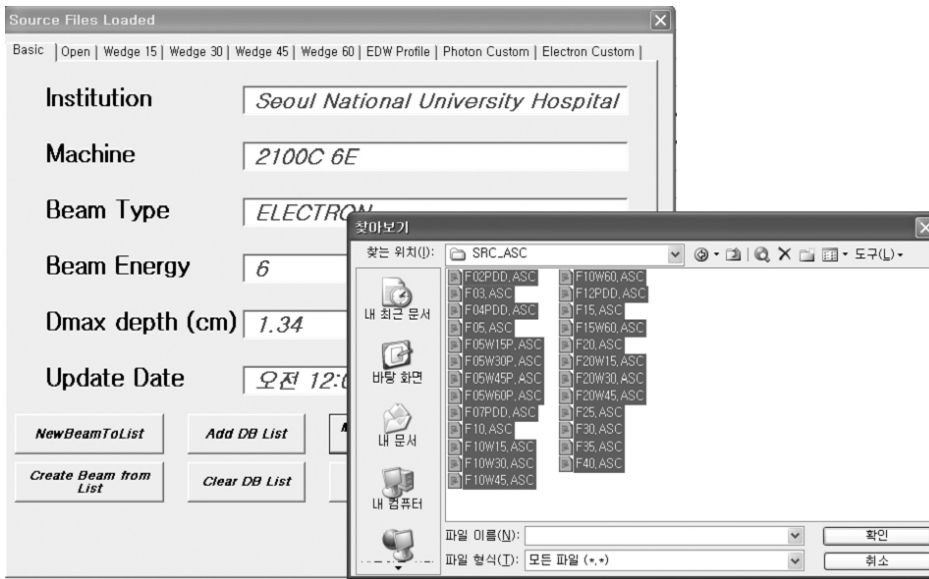 Source Files Loaded
Basic | Open | Wedge 15 | Wedge 30 | Wedge 45 | Wedge 60 | EDW Profile | Photon Custom | Electron Custom |
Institution Seoul National University Hospital
Machine 2100C 6E
Beam Type ELECTRON
Beam Energy 6
Dmax depth (cm) 1.34
Update Date 오전 12:0
NewBeamToList Add DB List
Create Beam from List Clear DB List
찾아보기
찾는 위치(I): SRC_ASC 도구(L)
내 최근 문서
바탕 화면
내 문서
내 컴퓨터
F02PDD.ASC
F03.ASC
F04PDD.ASC
F05.ASC
F05W15P.ASC
F05W30P.ASC
F05W45P.ASC
F05W60P.ASC
F07PDD.ASC
F10.ASC
F10W15.ASC
F10W30.ASC
F10W45.ASC
F10W60.ASC
F12PDD.ASC
F15.ASC
F15W60.ASC
F20.ASC
F20W15.ASC
F20W30.ASC
F20W45.ASC
F25.ASC
F30.ASC
F35.ASC
F40.ASC
파일 이름(N): 확인
파일 형식(T): 모든 파일 (*.*) 취소